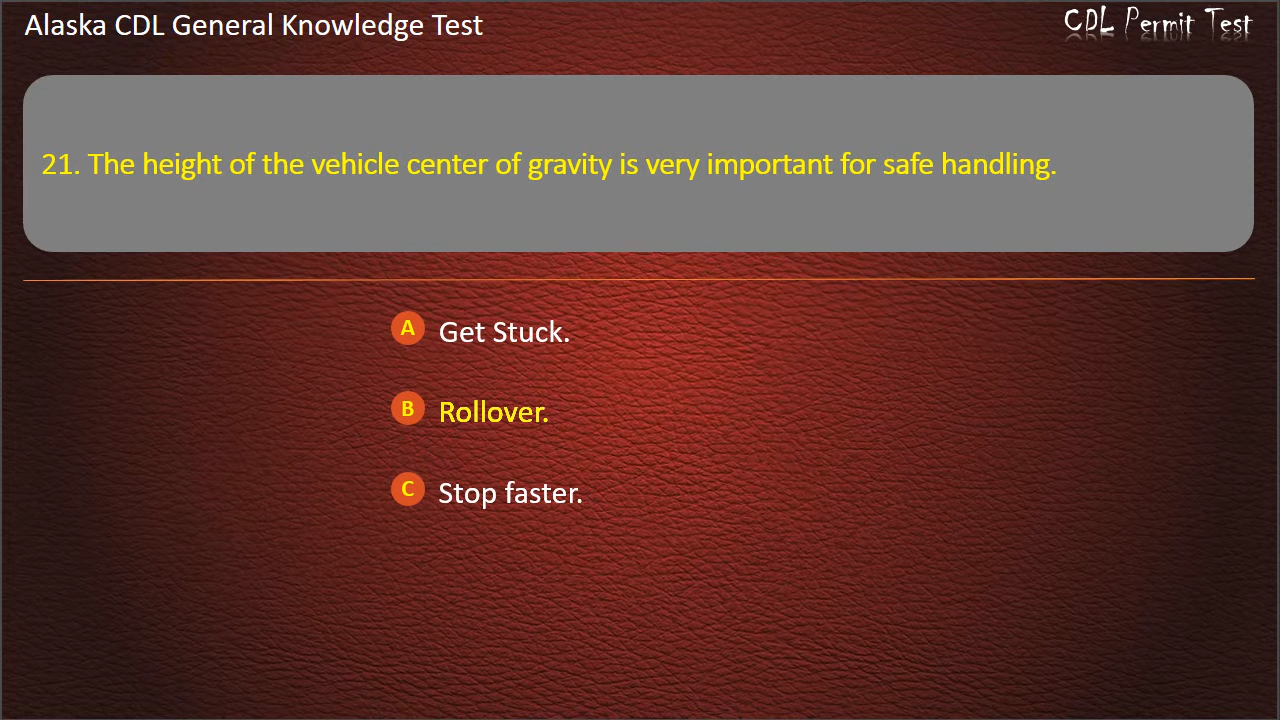 Alaska CDL General Knowledge Test
CDL Permit Test
21. The height of the vehicle center of gravity is very important for safe handling.
A Get Stuck.
B Rollover.
C Stop faster.